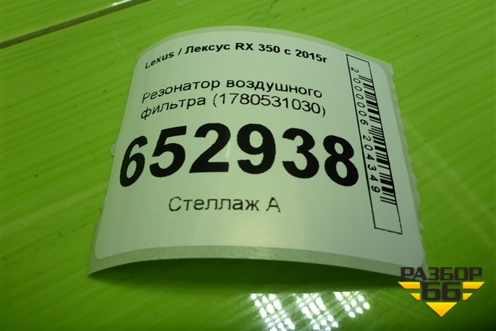 Lexus / Лексус RX 350 с 2015г
Резонатор воздушного
фильтра (1780531030)
652938
Стеллаж А
2000006204349
РАЗБОР
66